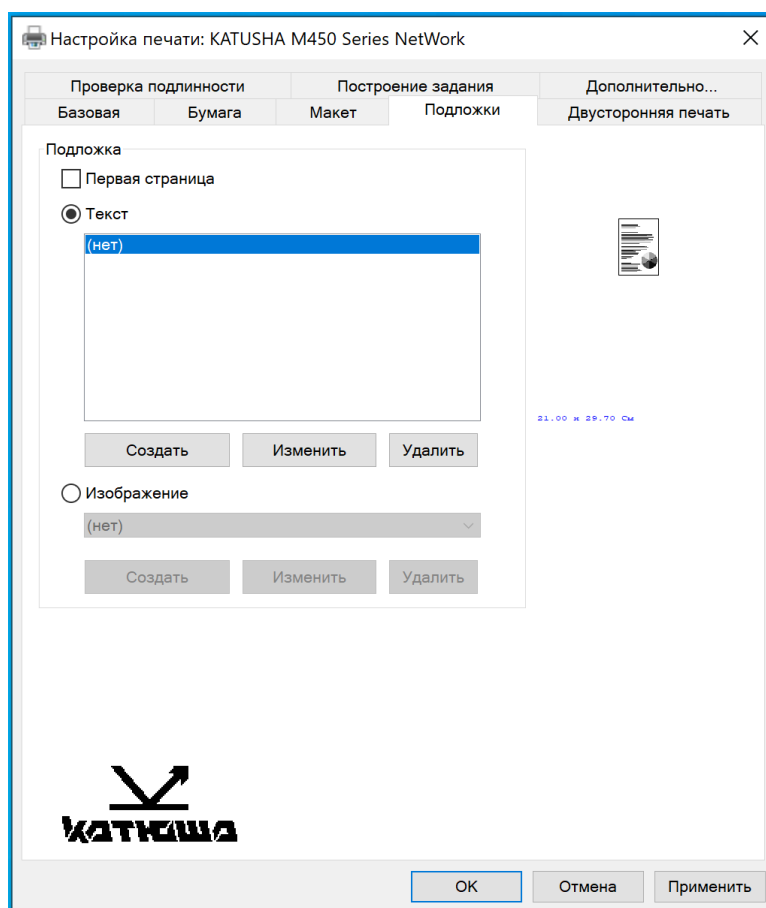 Настройка печати: KATUSHA M450 Series NetWork
Проверка подлинности
Построение задания
Дополнительно...
Базовая
Бумага
Макет
Подложки
Двусторонняя печать
Подложка
Первая страница
Текст
(нет)
21.00 x 29.70 См
Создать
Изменить
Удалить
Изображение
(нет)
Создать
Изменить
Удалить
катюша
OK
Отмена
Применить